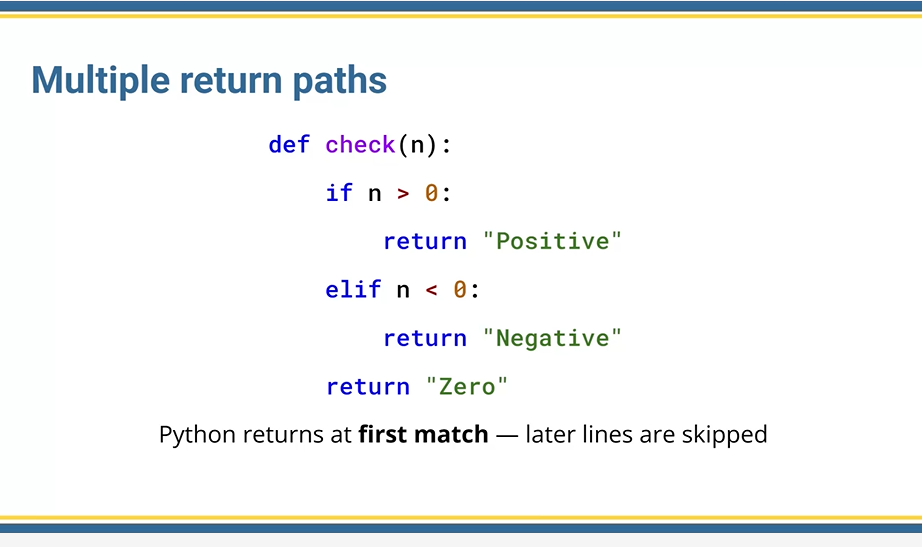 Multiple return paths
def check(n):
    if n > 0:
        return "Positive"
    elif n < 0:
        return "Negative"
    return "Zero"
Python returns at first match — later lines are skipped